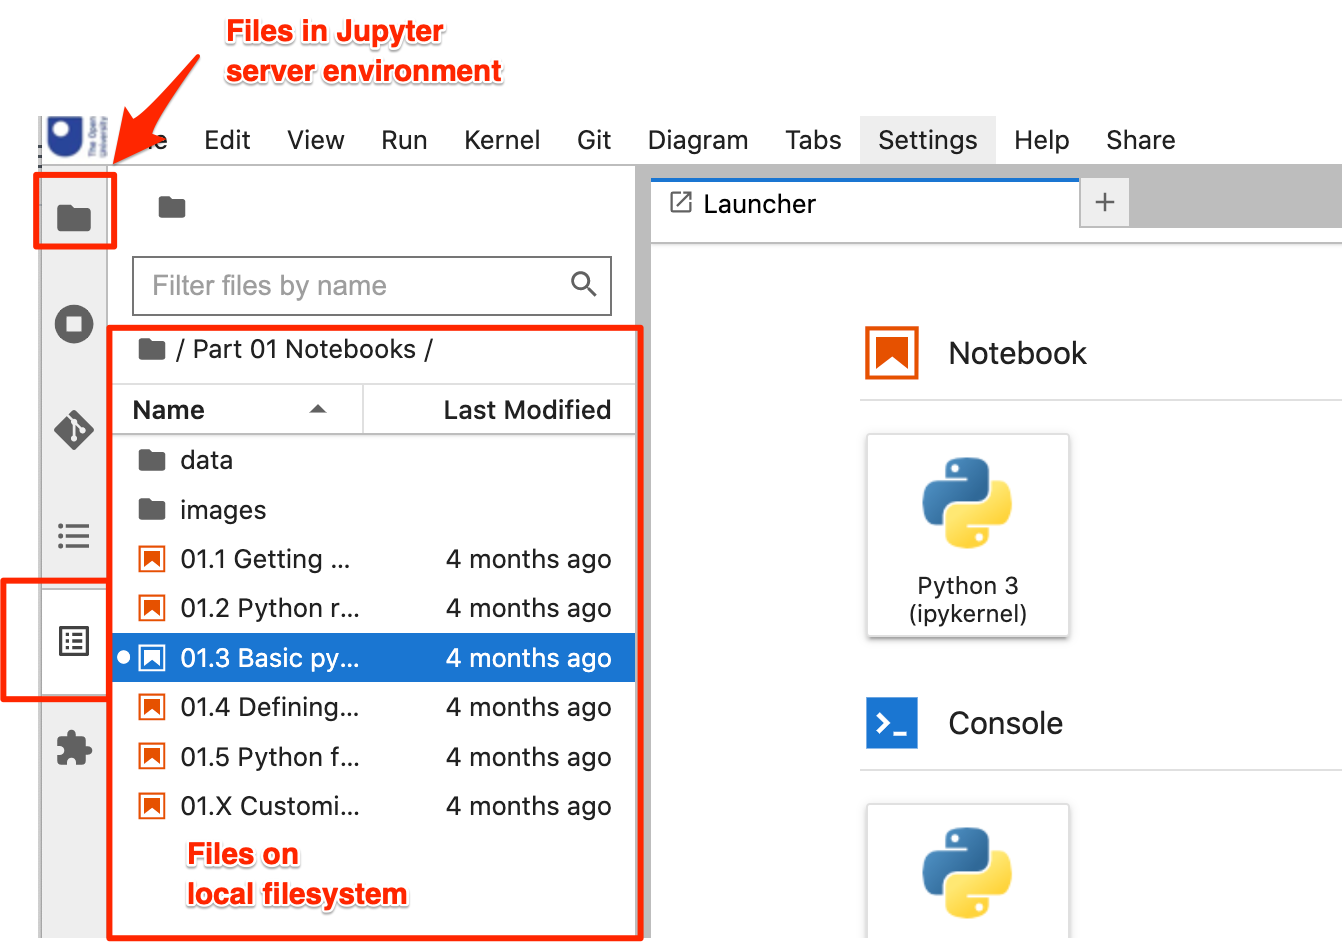 Files in Jupyter
server environment
The Open
University
Edit View Run Kernel Git Diagram Tabs Settings Help Share
Launcher
Filter files by name
/ Part 01 Notebooks /
Name Last Modified
data
images
01.1 Getting ... 4 months ago
01.2 Python r... 4 months ago
01.3 Basic py... 4 months ago
01.4 Defining... 4 months ago
01.5 Python f... 4 months ago
01.X Customi... 4 months ago
Files on
local filesystem
Notebook
Python 3
(ipykernel)
Console